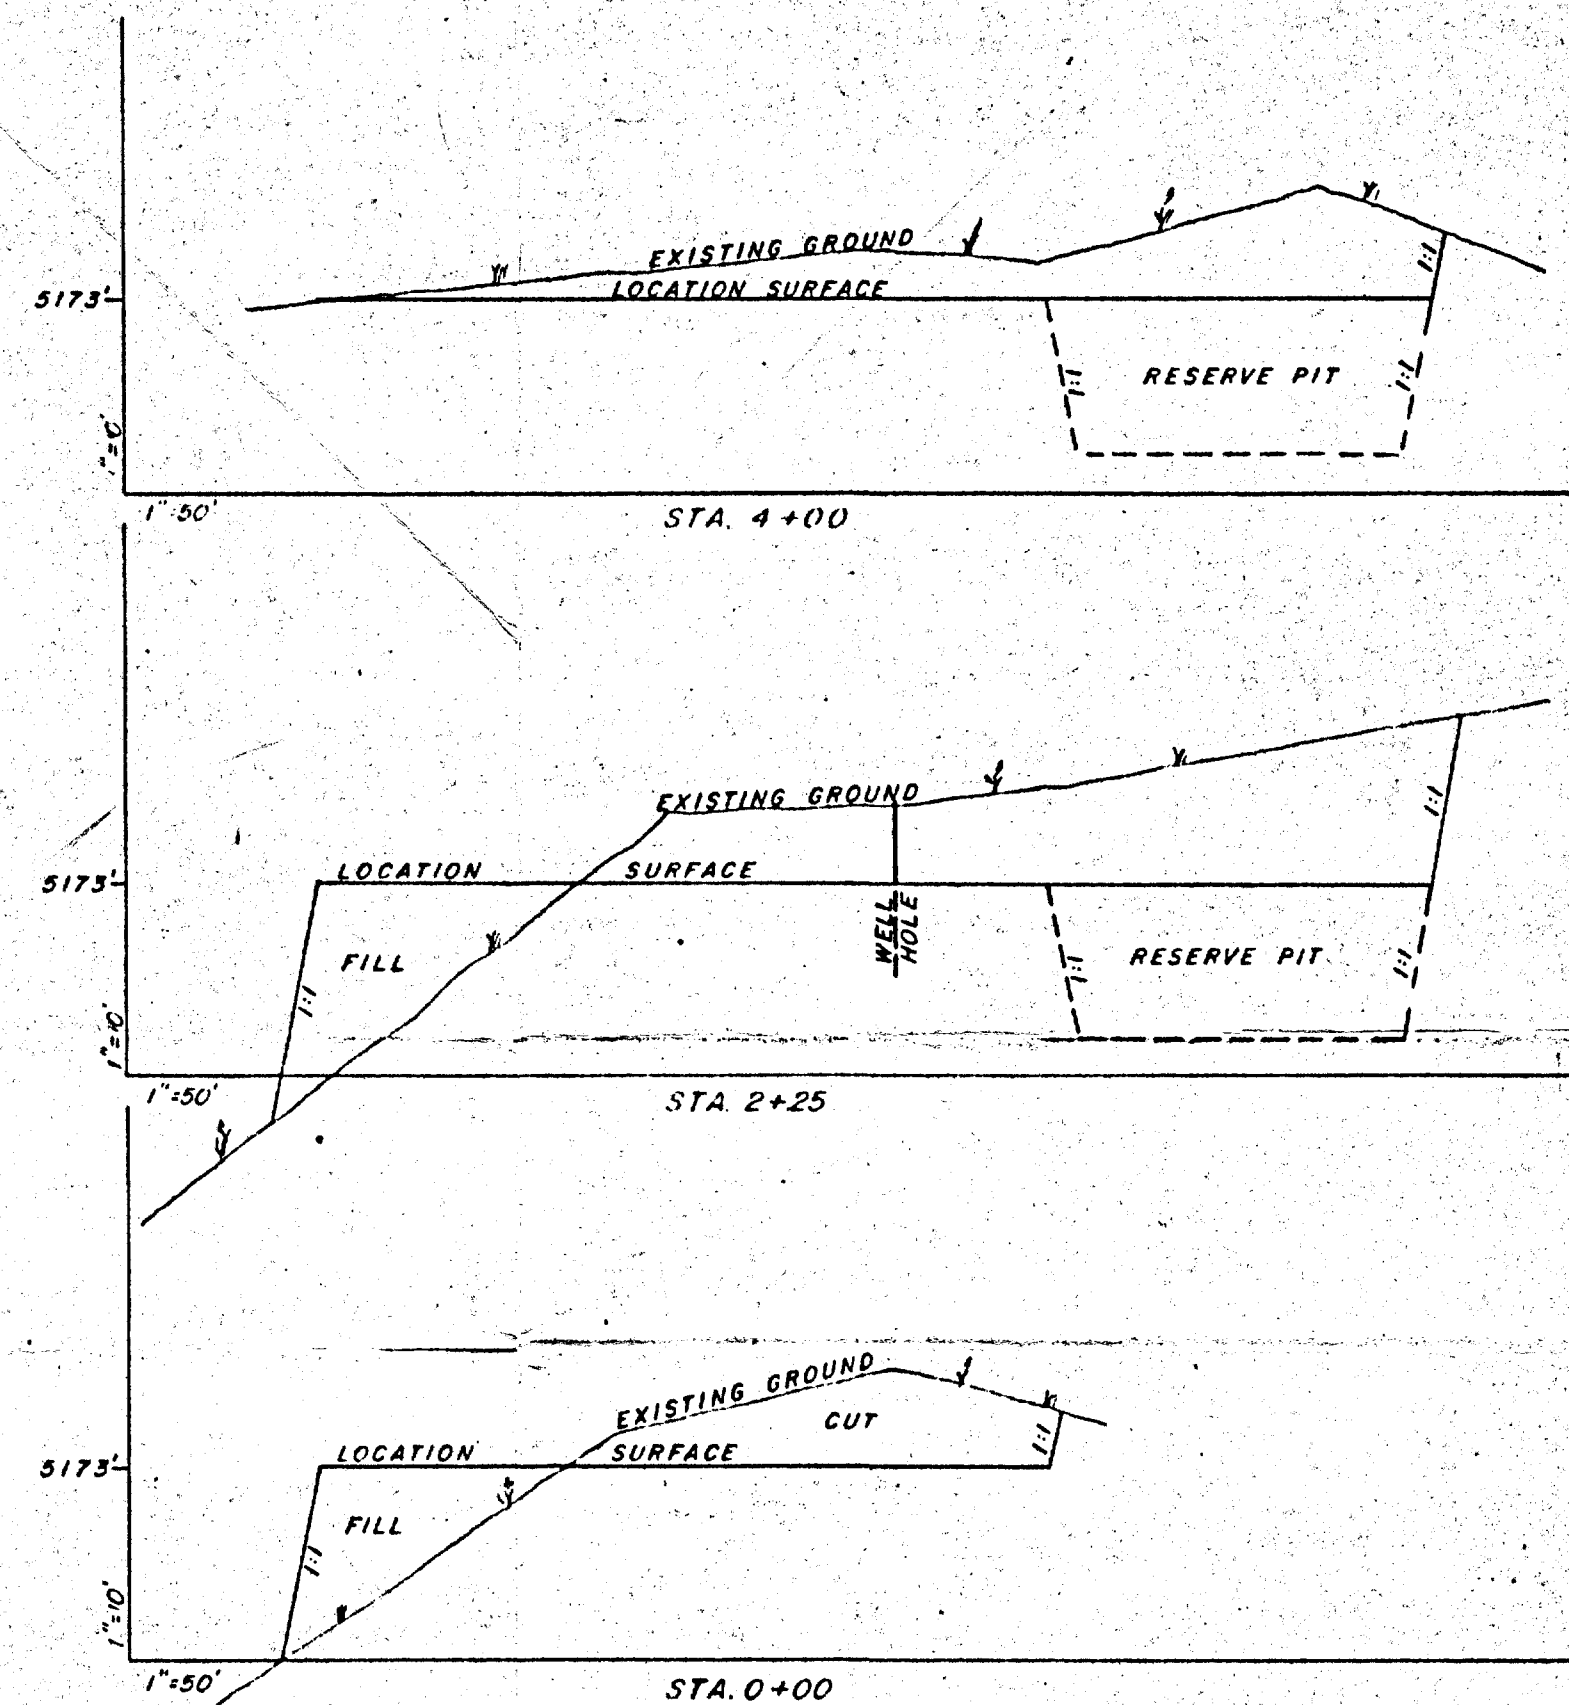 EXISTING GROUND
5173'
LOCATION SURFACE
1:1
1:1
RESERVE PIT
1:1
1"=50'
STA. 4+00
EXISTING GROUND
1:1
5173'
LOCATION SURFACE
WELL HOLE
FILL
1:1
1:1
RESERVE PIT
1:1
1"=10'
1"=50'
STA. 2+25
EXISTING GROUND
CUT
1:1
5173'
LOCATION SURFACE
FILL
1:1
1"=10'
1"=50'
STA. 0+00